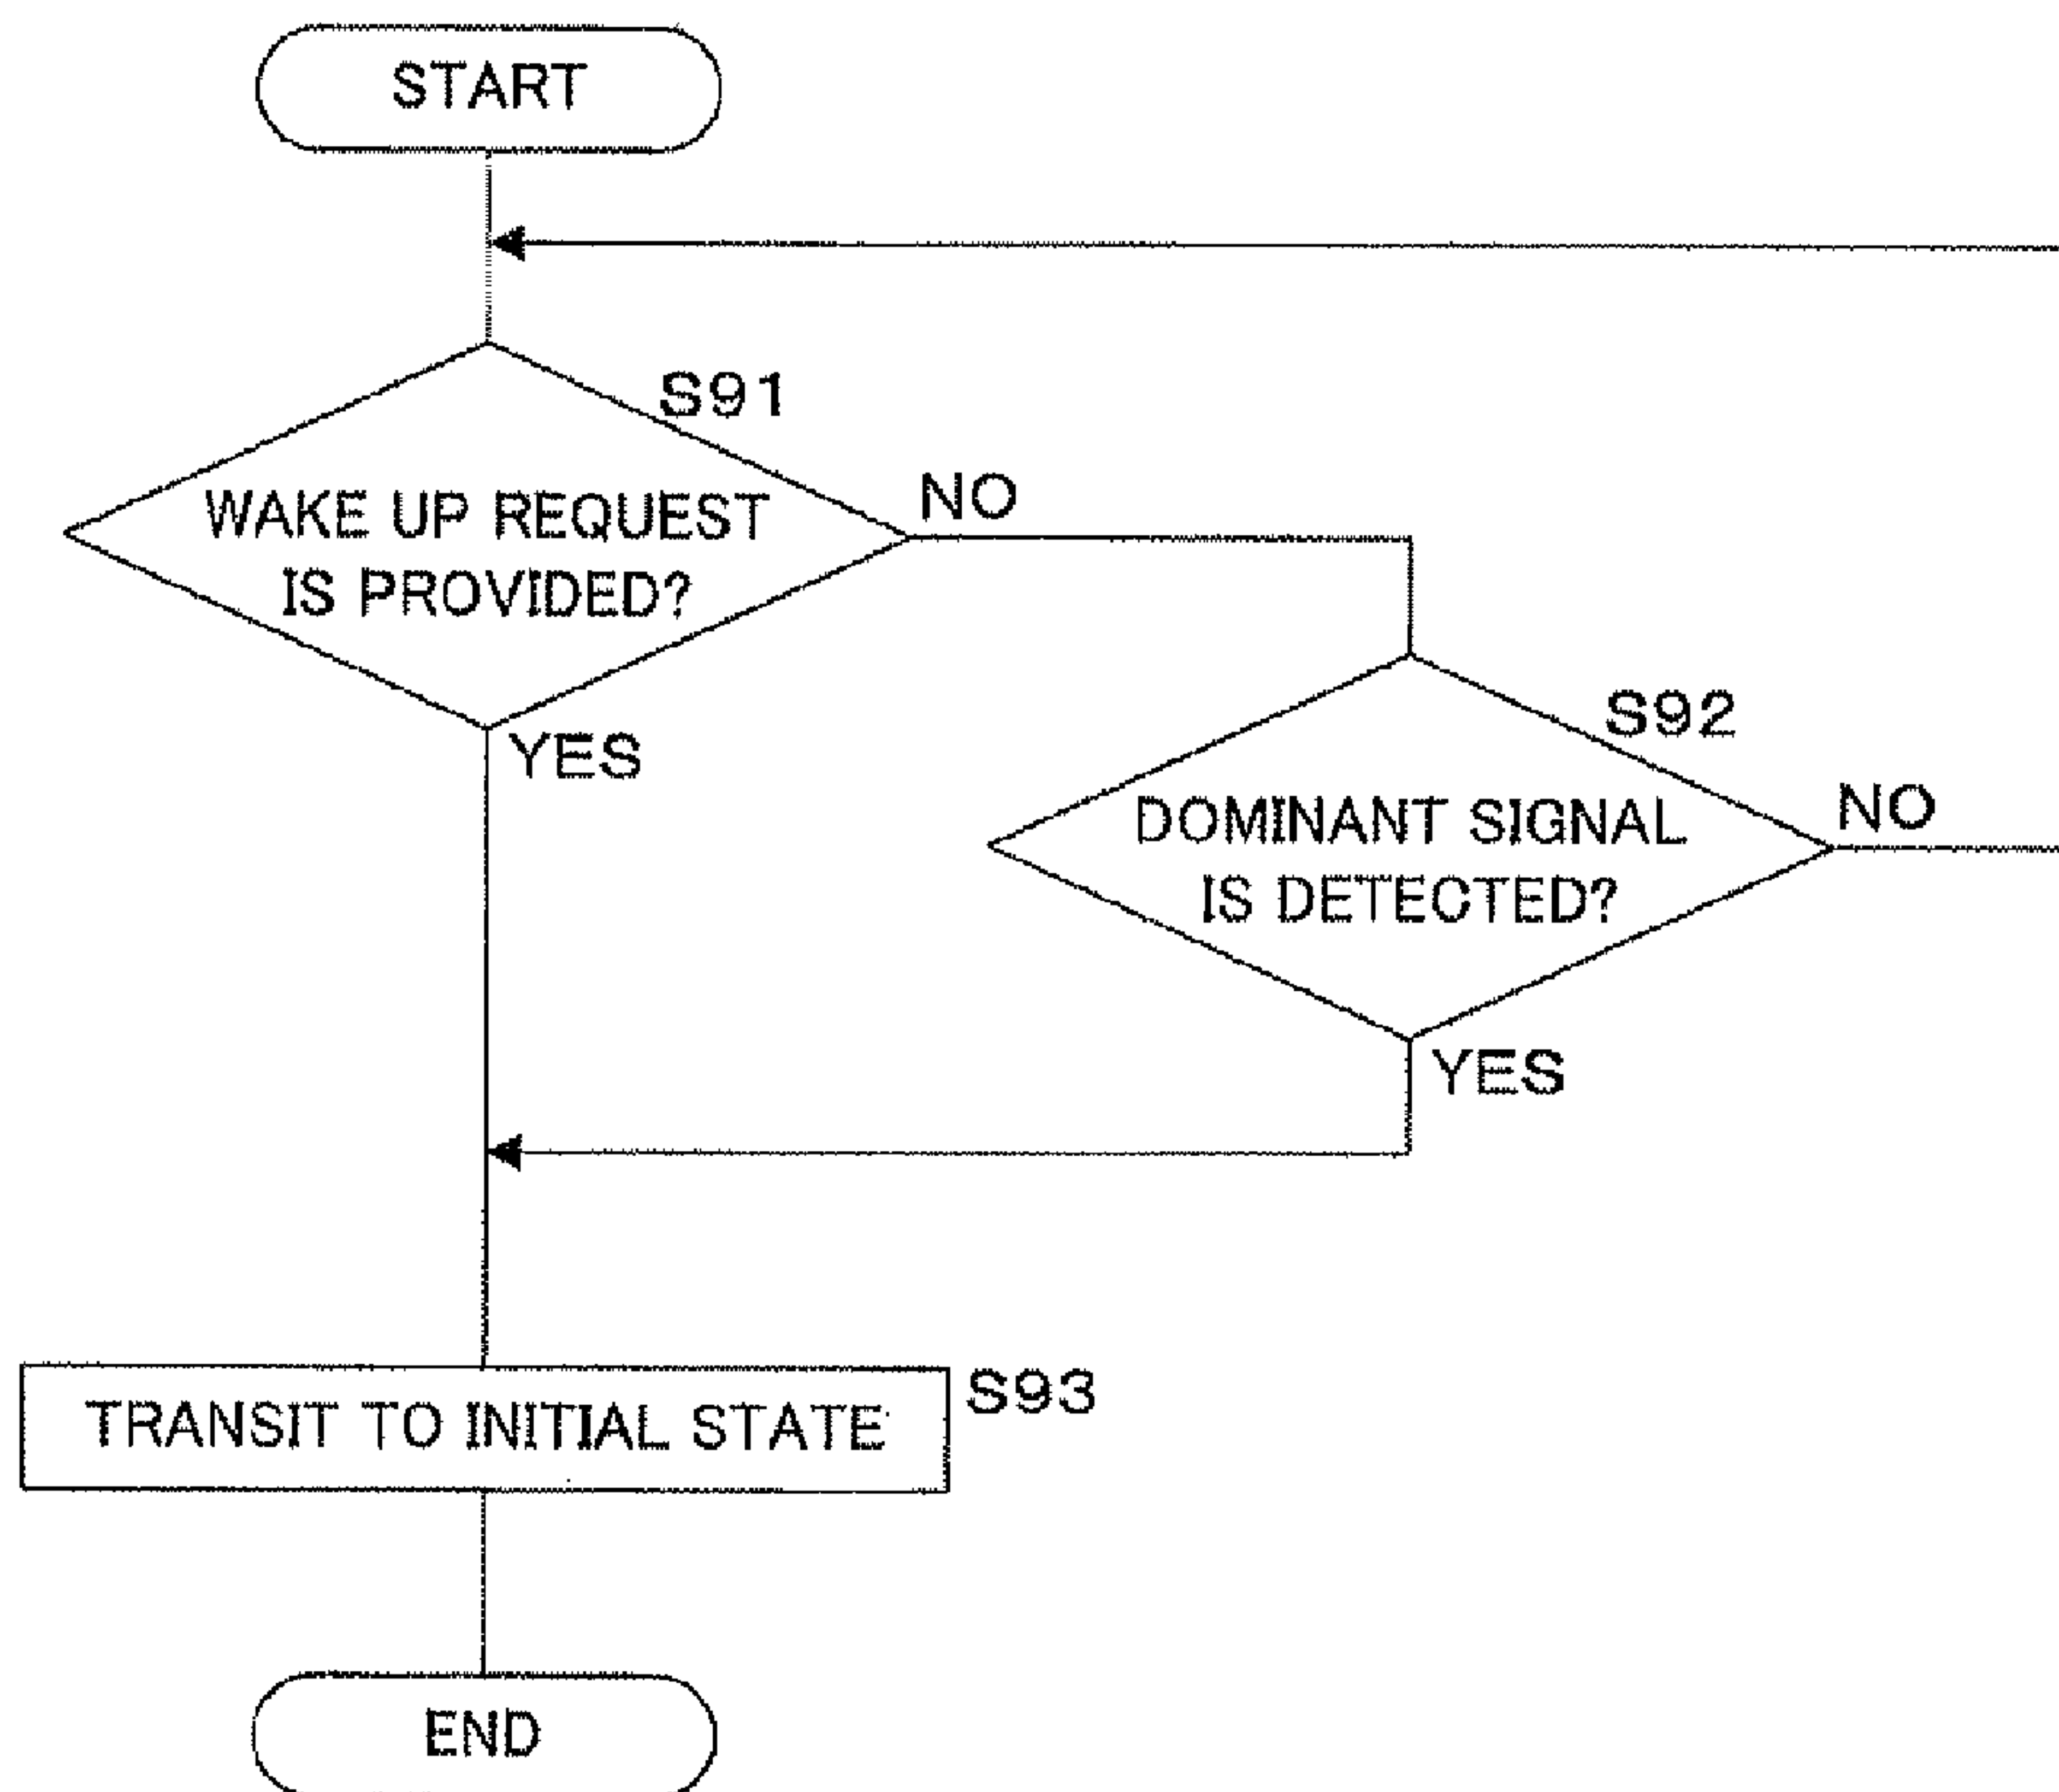 START
S91
WAKE UP REQUEST
IS PROVIDED?
NO
YES
S92
DOMINANT SIGNAL
IS DETECTED?
NO
YES
TRANSIT TO INITIAL STATE
S93
END